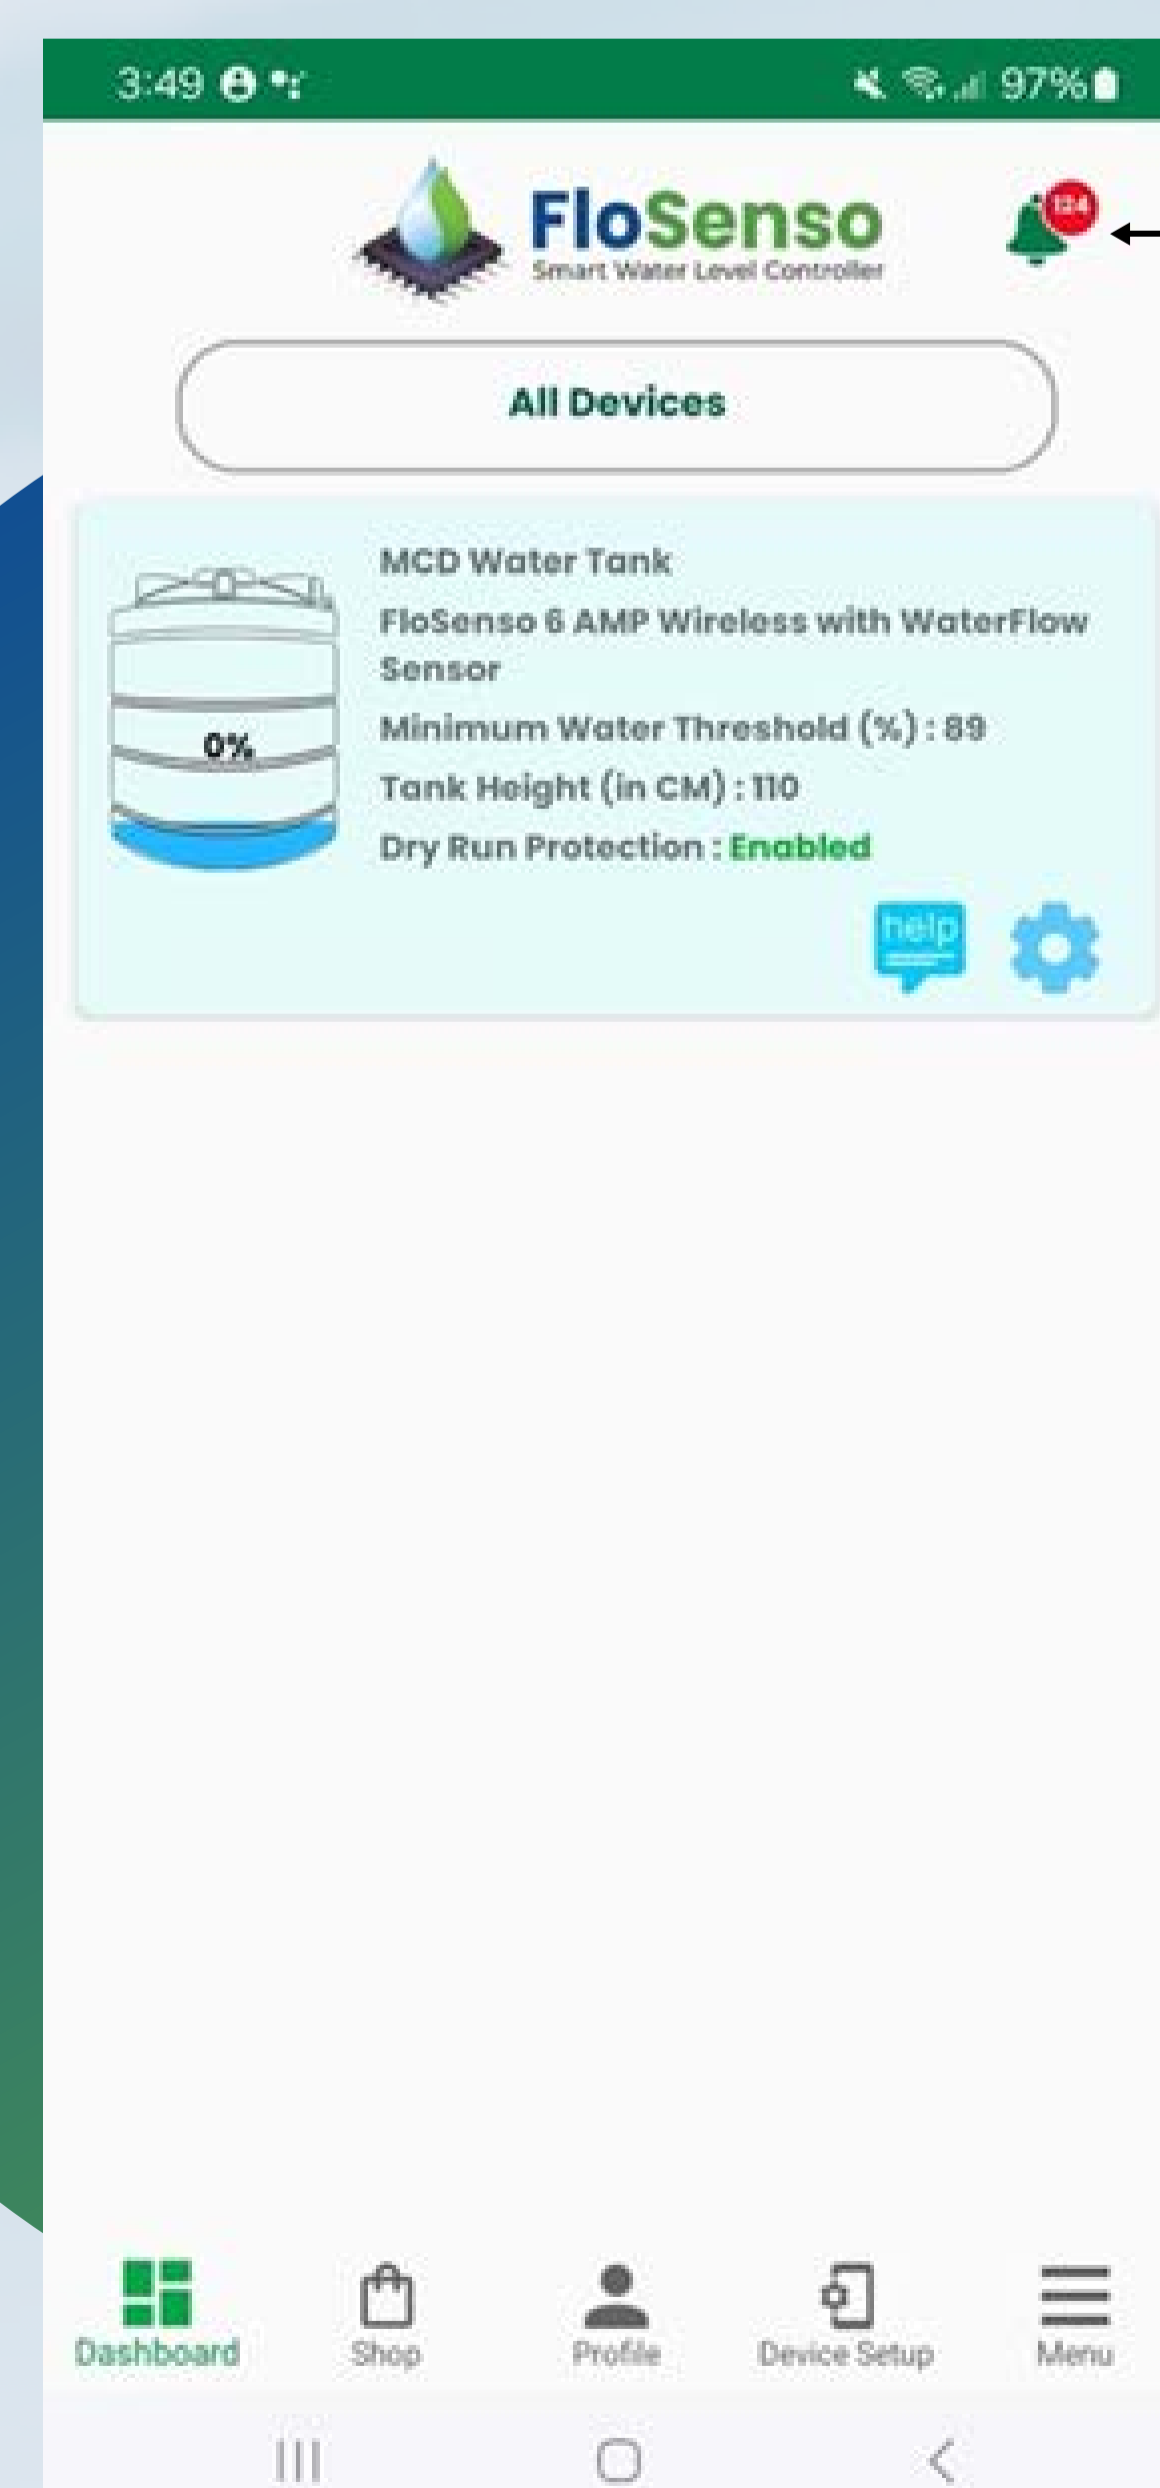 3:49
97%
FloSenso
Smart Water Level Controller
All Devices
MCD Water Tank
FloSenso 6 AMP Wireless with WaterFlow
Sensor
0%
Minimum Water Threshold (%) : 89
Tank Height (in CM) : 110
Dry Run Protection : Enabled
help
Dashboard
Shop
Profile
Device Setup
Menu